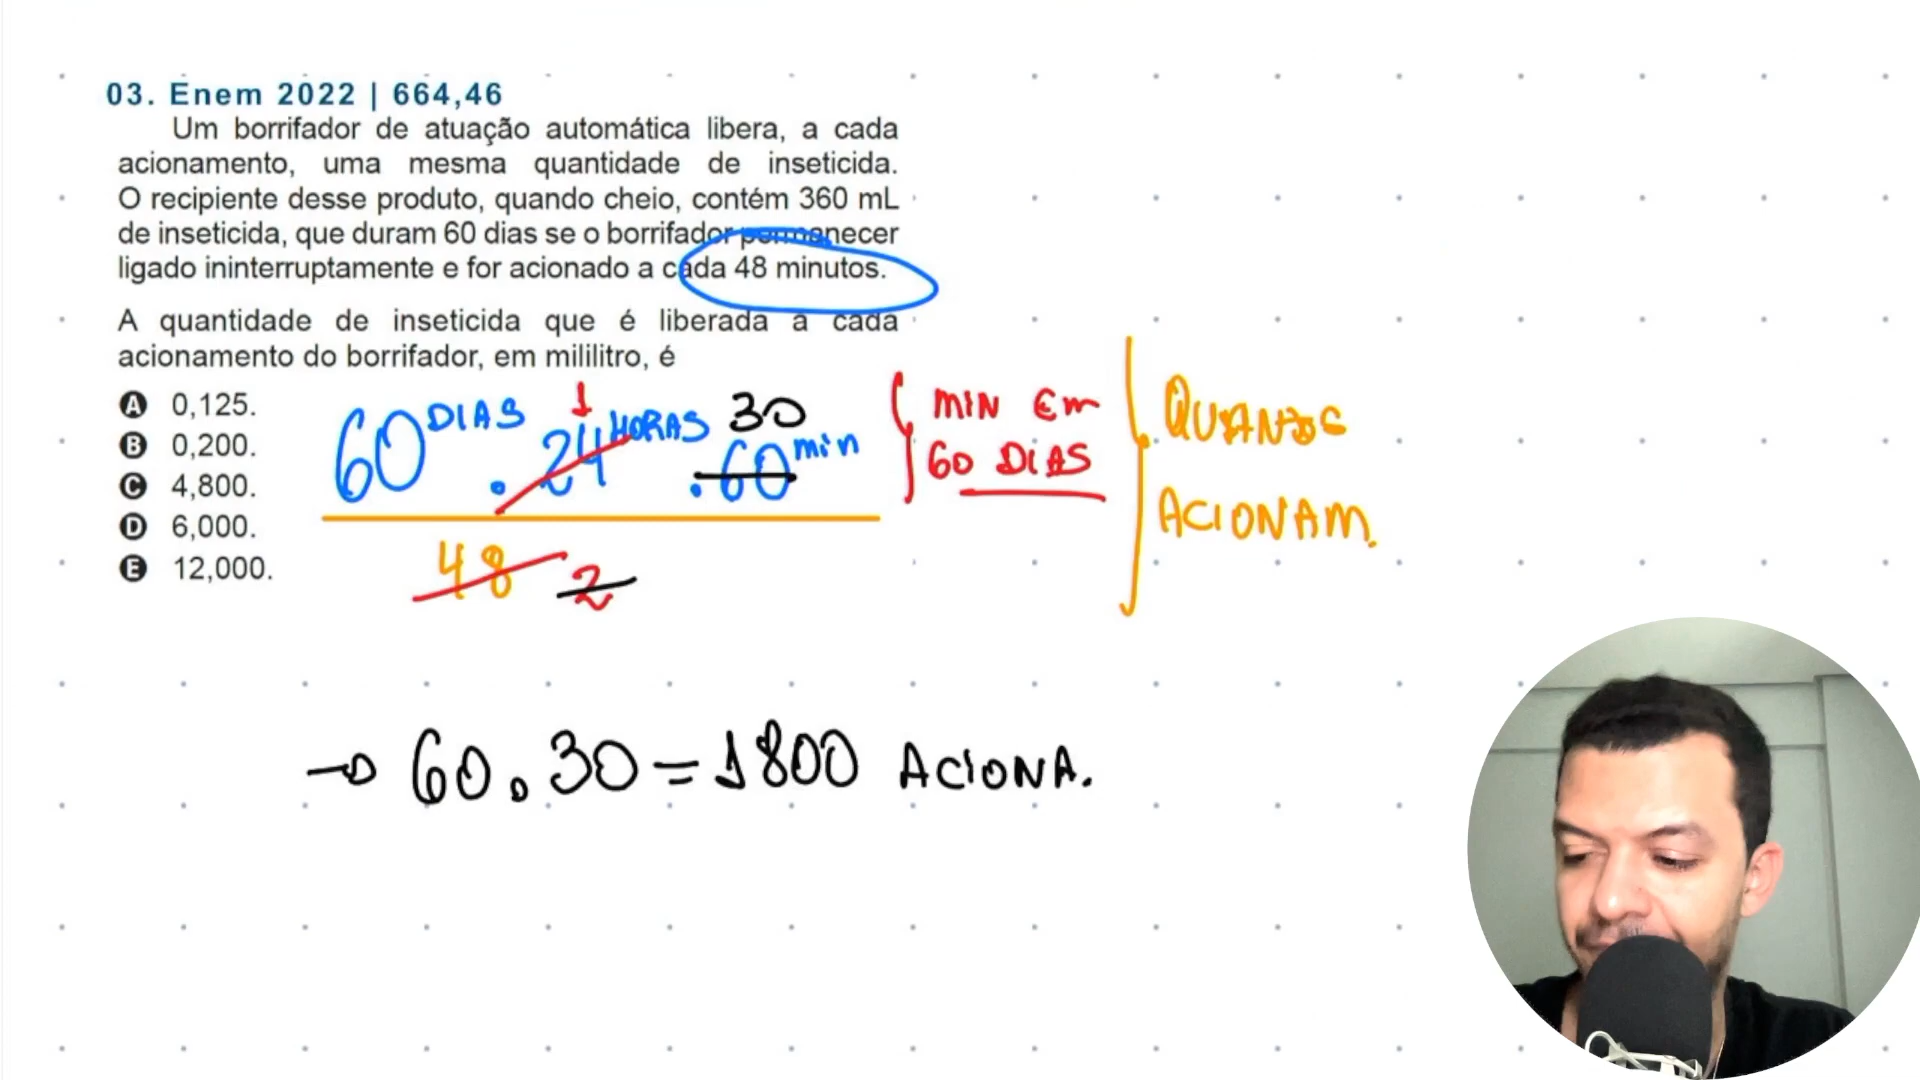 03. Enem 2022 | 664,46
Um borrifador de atuação automática libera, a cada
acionamento, uma mesma quantidade de inseticida.
O recipiente desse produto, quando cheio, contém 360 mL
de inseticida, que duram 60 dias se o borrifador permanecer
ligado ininterruptamente e for acionado a cada 48 minutos.
A quantidade de inseticida que é liberada a cada
acionamento do borrifador, em mililitro, é
A 0,125.
B 0,200.
C 4,800.
D 6,000.
E 12,000.
1 30
60 DIAS . 24 HORAS . 60 min
48 2
MIN Em
60 DIAS
QUANTOS
ACIONAM.
→ 60 . 30 = 1800 ACIONA.